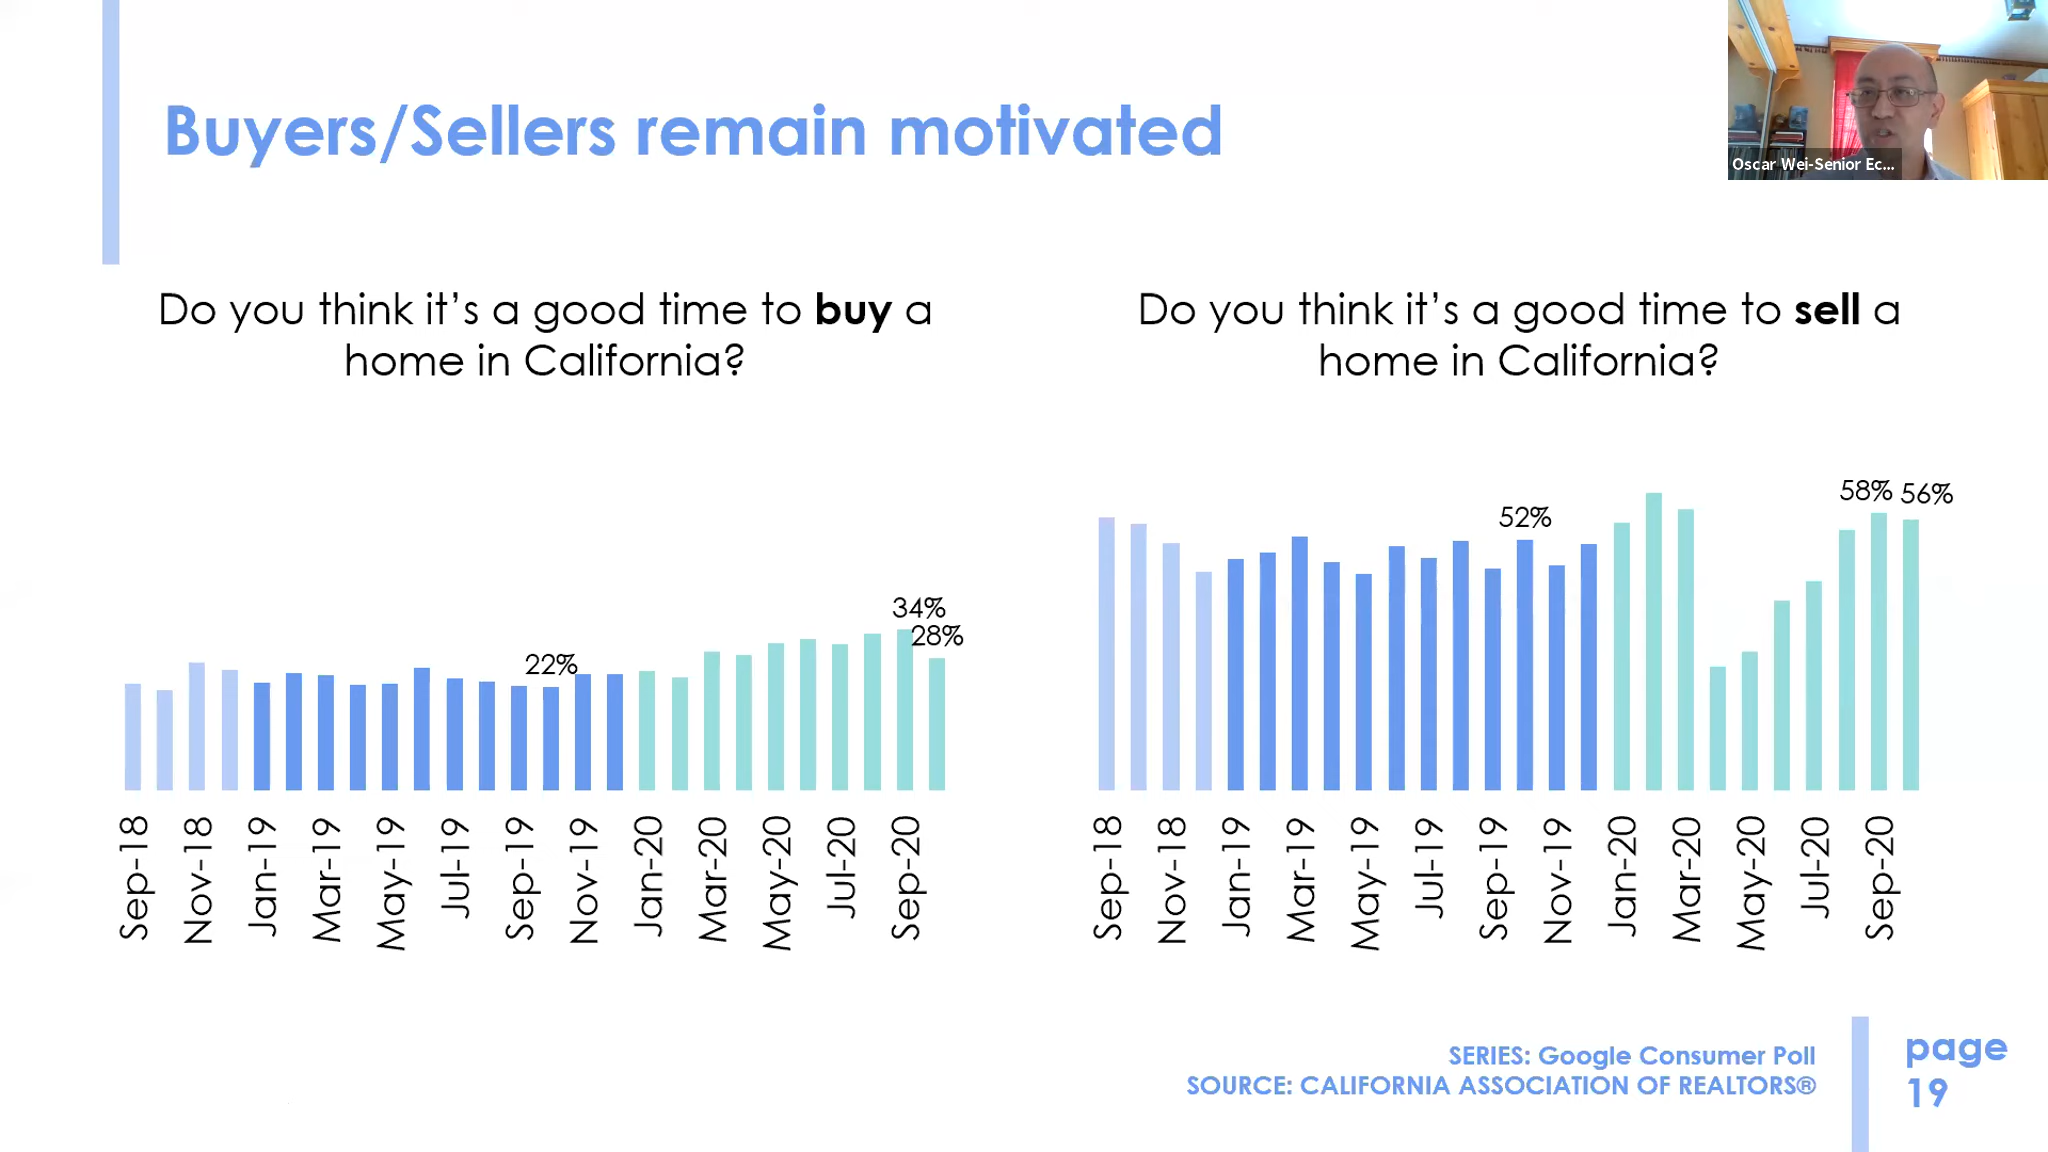 Buyers/Sellers remain motivated
Oscar Wei-Senior Ec...
Do you think it's a good time to buy a
home in California?
34%
28%
22%
Sep-18
Nov-18
Jan-19
Mar-19
May-19
Jul-19
Sep-19
Nov-19
Jan-20
Mar-20
May-20
Jul-20
Sep-20
Do you think it's a good time to sell a
home in California?
58%
56%
52%
Sep-18
Nov-18
Jan-19
Mar-19
May-19
Jul-19
Sep-19
Nov-19
Jan-20
Mar-20
May-20
Jul-20
Sep-20
SERIES: Google Consumer Poll
SOURCE: CALIFORNIA ASSOCIATION OF REALTORS®
page
19